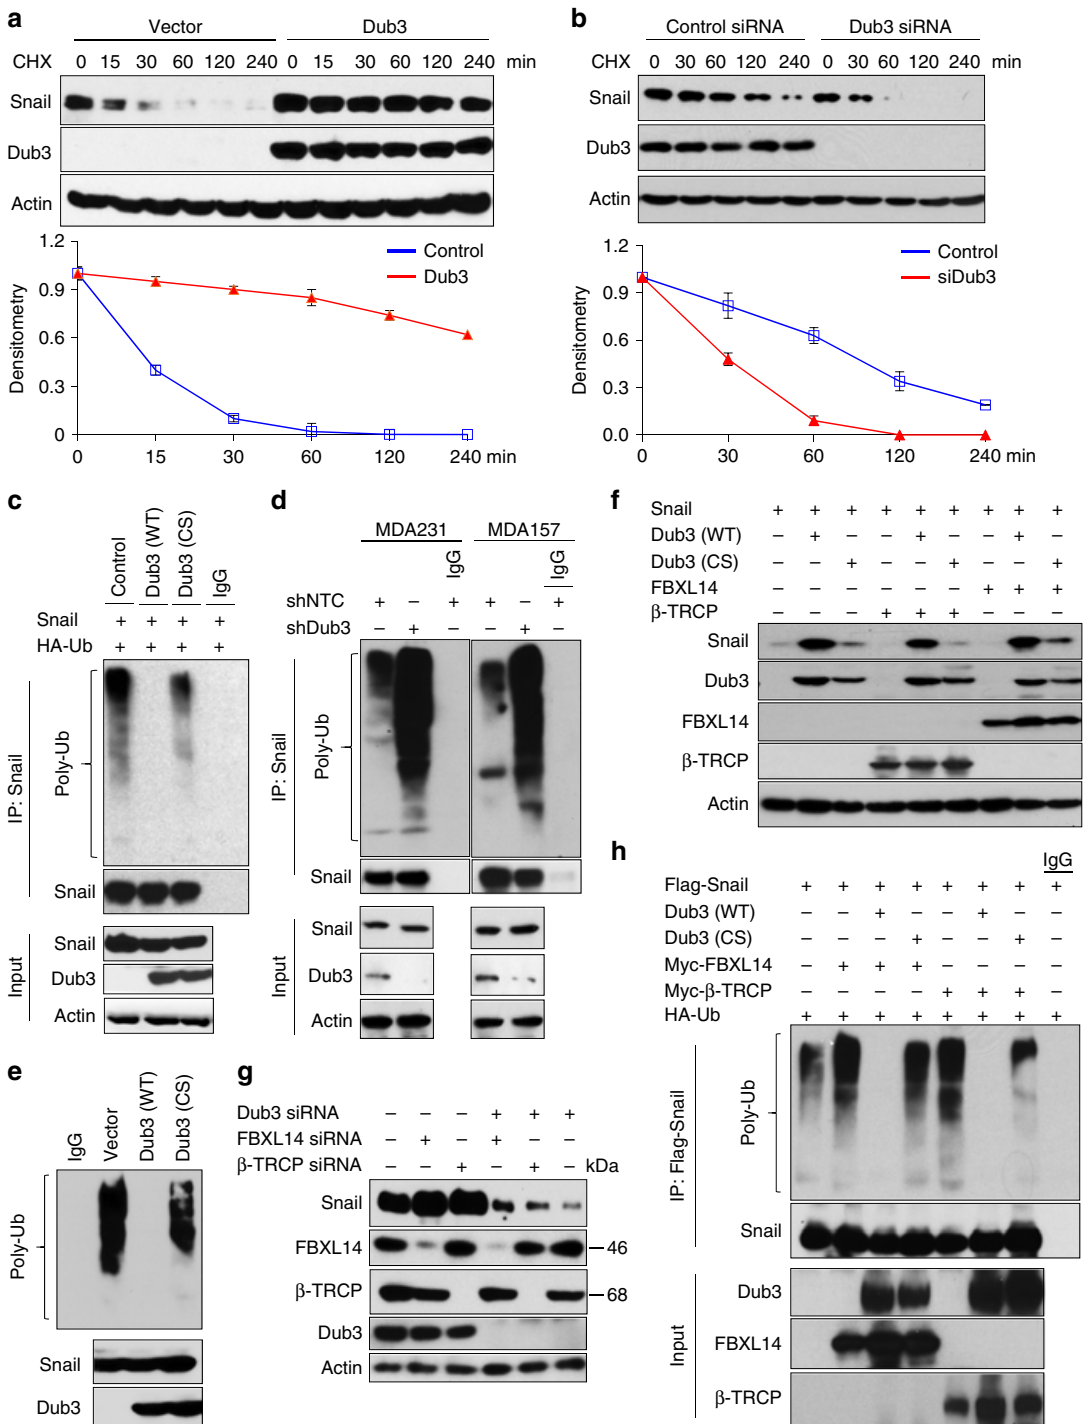 a
Vector Dub3
CHX 0 15 30 60 120 240 0 15 30 60 120 240 min
Snail
Dub3
Actin
1.2
0.9
0.6
0.3
0
Densitometry
Control
Dub3
0 15 30 60 120 240 min
b
Control siRNA Dub3 siRNA
CHX 0 30 60 120 240 0 30 60 120 240 min
Snail
Dub3
Actin
1.2
0.9
0.6
0.3
0.0
Densitometry
Control
siDub3
0 30 60 120 240 min
c
Control Dub3 (WT) Dub3 (CS) IgG
Snail + + + +
HA-Ub + + + +
IP: Snail
Poly-Ub
Snail
Input
Snail
Dub3
Actin
d
MDA231 MDA157
IgG IgG
shNTC + – + + – +
shDub3 – + – – + –
IP: Snail
Poly-Ub
Snail
Input
Snail
Dub3
Actin
e
IgG Vector Dub3 (WT) Dub3 (CS)
Poly-Ub
Snail
Dub3
f
Snail + + + + + + + + +
Dub3 (WT) – + – – + – – + –
Dub3 (CS) – – + – – + – – +
FBXL14 – – – – – – + + +
β-TRCP – – – + + + – – –
Snail
Dub3
FBXL14
β-TRCP
Actin
g
Dub3 siRNA – – – + + +
FBXL14 siRNA – + – + – –
β-TRCP siRNA – – + – + – kDa
Snail
FBXL14 46
β-TRCP 68
Dub3
Actin
h
IgG
Flag-Snail + + + + + + + +
Dub3 (WT) – – + – – + – –
Dub3 (CS) – – – + – – + –
Myc-FBXL14 – + + + – – – –
Myc-β-TRCP – – – – + + + –
HA-Ub + + + + + + + +
IP: Flag-Snail
Poly-Ub
Snail
Input
Dub3
FBXL14
β-TRCP